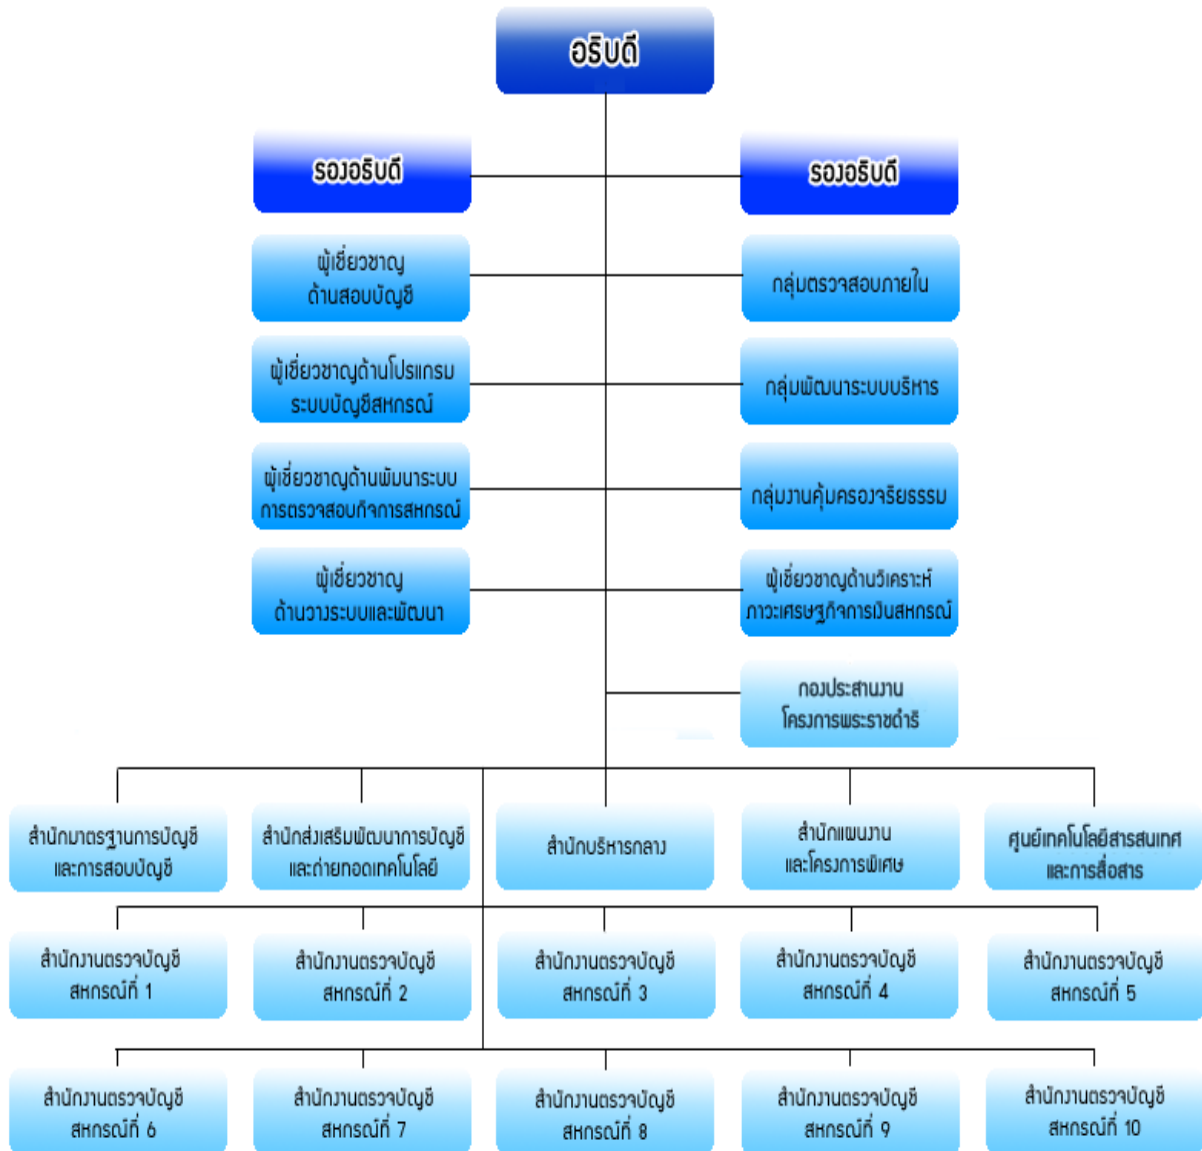 อธิบดี
รองอธิบดี
รองอธิบดี
ผู้เชี่ยวชาญ
ด้านสอบบัญชี
กลุ่มตรวจสอบภายใน
ผู้เชี่ยวชาญด้านโปรแกรม
ระบบบัญชีสหกรณ์
กลุ่มพัฒนาระบบบริหาร
ผู้เชี่ยวชาญด้านพัมนาระบบ
การตรวจสอบกิจการสหกรณ์
กลุ่มงานคุ้มครองจริยธรรม
ผู้เชี่ยวชาญ
ด้านวางระบบและพัฒนา
ผู้เชี่ยวชาญด้านวิเคราะห์
ภาวะเศรษฐกิจการเงินสหกรณ์
กองประสานงาน
โครงการพระราชดำริ
สำนักมาตรฐานการบัญชี
และการสอบบัญชี
สำนักส่งเสริมพัฒนาการบัญชี
และถ่ายทอดเทคโนโลยี
สำนักบริหารกลาง
สำนักแผนงาน
และโครงการพิเศษ
ศูนย์เทคโนโลยีสารสนเทศ
และการสื่อสาร
สำนักงานตรวจบัญชี
สหกรณ์ที่ 1
สำนักงานตรวจบัญชี
สหกรณ์ที่ 2
สำนักงานตรวจบัญชี
สหกรณ์ที่ 3
สำนักงานตรวจบัญชี
สหกรณ์ที่ 4
สำนักงานตรวจบัญชี
สหกรณ์ที่ 5
สำนักงานตรวจบัญชี
สหกรณ์ที่ 6
สำนักงานตรวจบัญชี
สหกรณ์ที่ 7
สำนักงานตรวจบัญชี
สหกรณ์ที่ 8
สำนักงานตรวจบัญชี
สหกรณ์ที่ 9
สำนักงานตรวจบัญชี
สหกรณ์ที่ 10